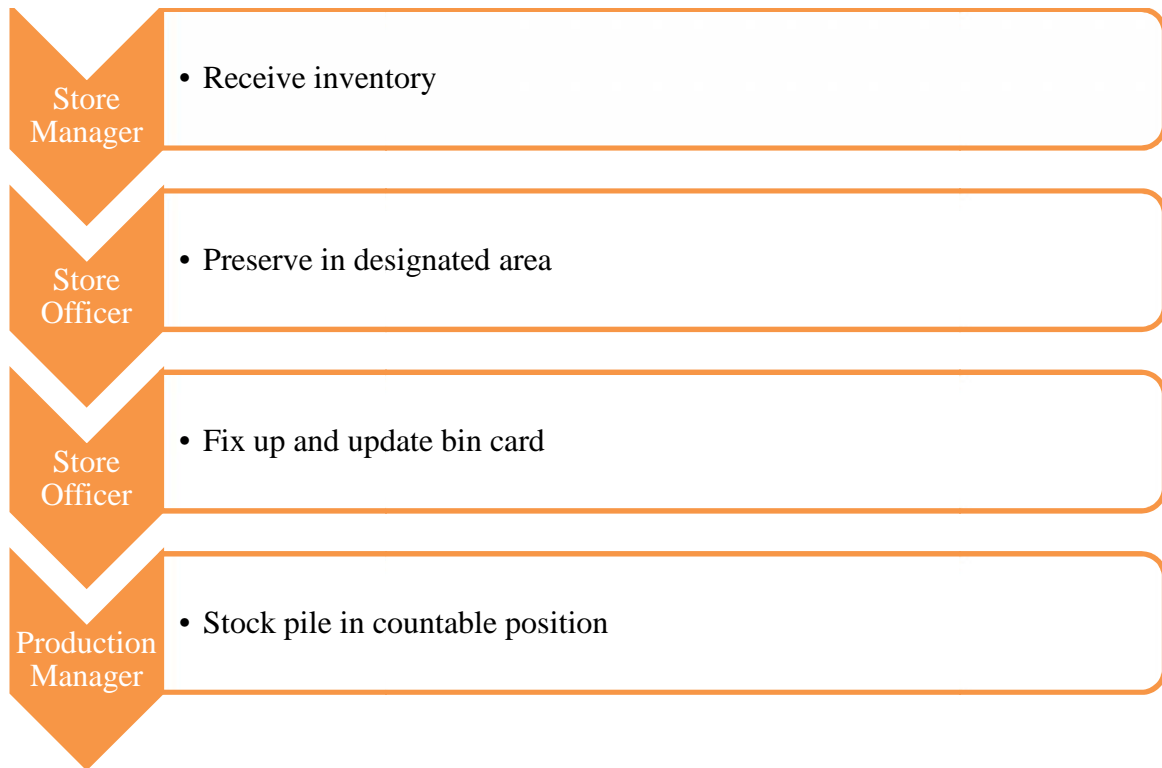 Store
Manager
• Receive inventory
Store
Officer
• Preserve in designated area
Store
Officer
• Fix up and update bin card
Production
Manager
• Stock pile in countable position